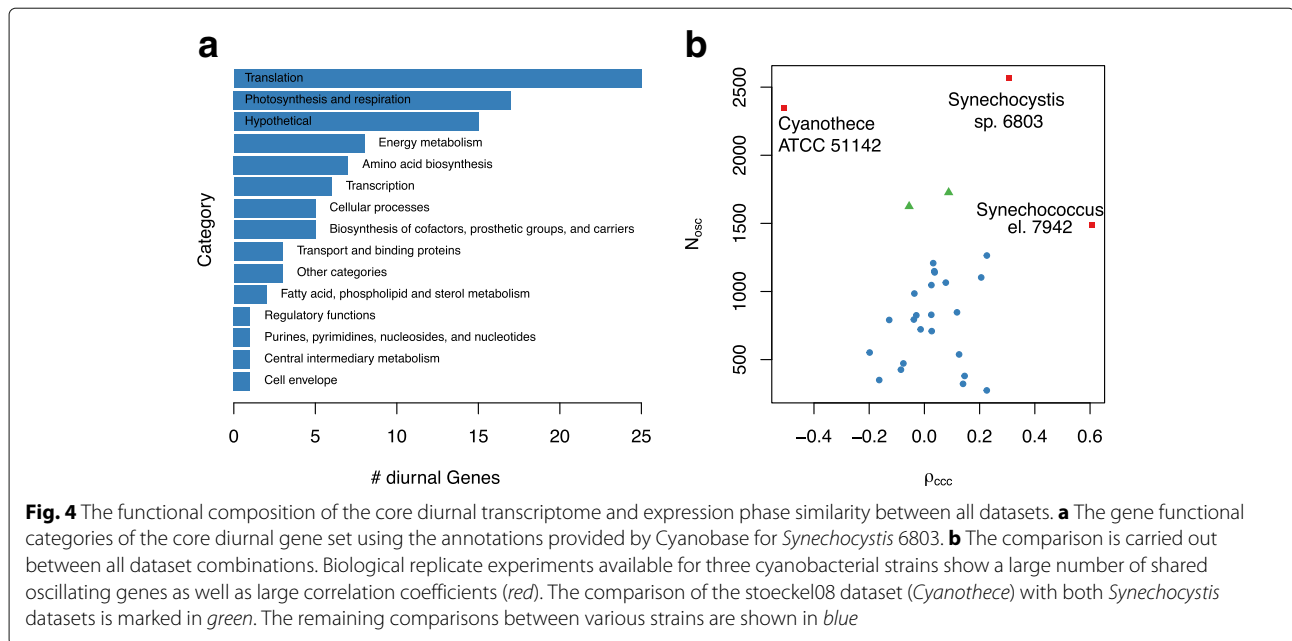 a
Translation
Photosynthesis and respiration
Hypothetical
Energy metabolism
Amino acid biosynthesis
Transcription
Cellular processes
Biosynthesis of cofactors, prosthetic groups, and carriers
Transport and binding proteins
Other categories
Fatty acid, phospholipid and sterol metabolism
Regulatory functions
Purines, pyrimidines, nucleosides, and nucleotides
Central intermediary metabolism
Cell envelope
Category
0 5 10 15 20 25
# diurnal Genes
b
2500
2000
1500
1000
500
Nosc
Cyanothece
ATCC 51142
Synechocystis
sp. 6803
Synechococcus
el. 7942
−0.4 −0.2 0.0 0.2 0.4 0.6
ρccc
Fig. 4 The functional composition of the core diurnal transcriptome and expression phase similarity between all datasets. a The gene functional
categories of the core diurnal gene set using the annotations provided by Cyanobase for Synechocystis 6803. b The comparison is carried out
between all dataset combinations. Biological replicate experiments available for three cyanobacterial strains show a large number of shared
oscillating genes as well as large correlation coefficients (red). The comparison of the stoeckel08 dataset (Cyanothece) with both Synechocystis
datasets is marked in green. The remaining comparisons between various strains are shown in blue